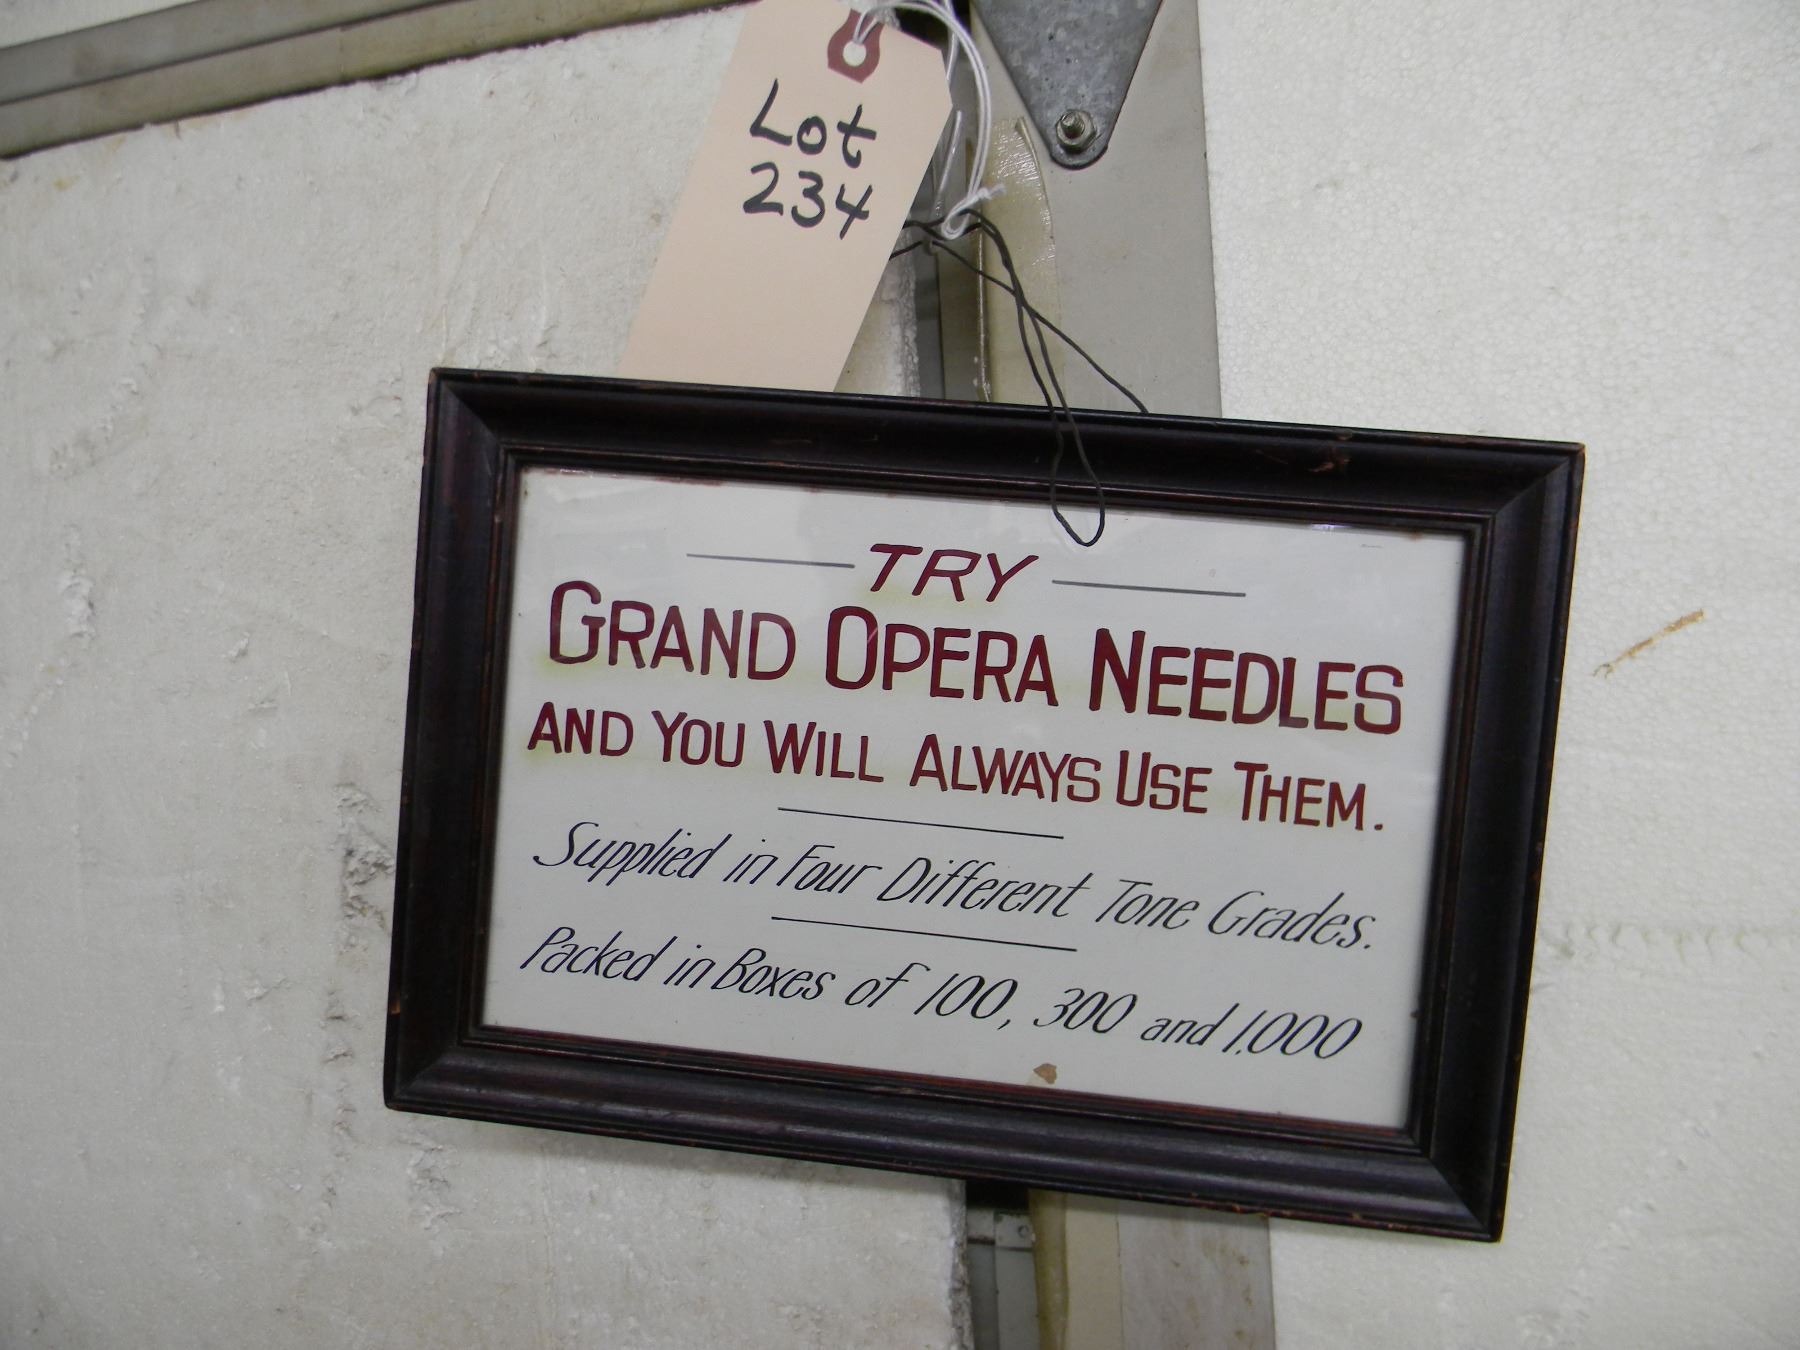 Lot
234
TRY
GRAND OPERA NEEDLES
AND YOU WILL ALWAYS USE THEM.
Supplied in Four Different Tone Grades.
Packed in Boxes of 100, 300 and 1,000